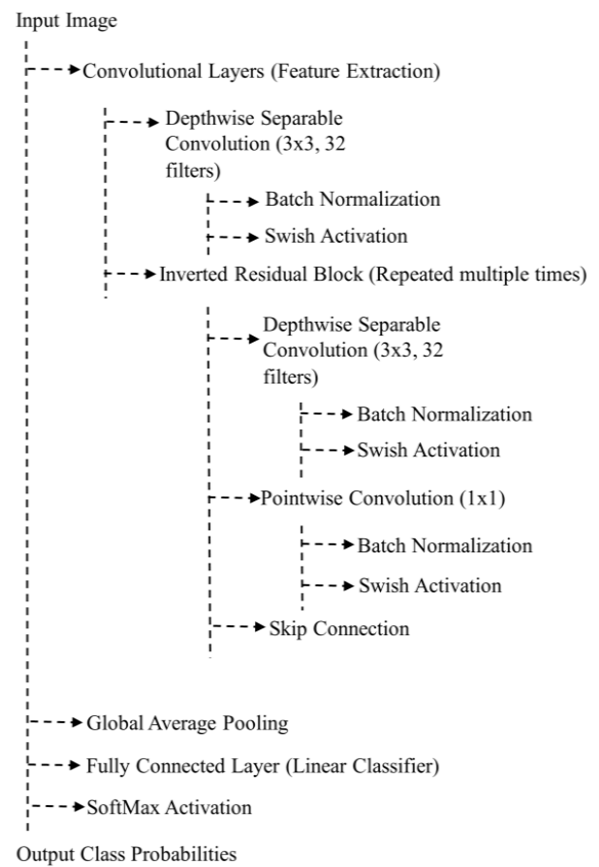 Input Image
Convolutional Layers (Feature Extraction)
Depthwise Separable
Convolution (3x3, 32
filters)
Batch Normalization
Swish Activation
Inverted Residual Block (Repeated multiple times)
Depthwise Separable
Convolution (3x3, 32
filters)
Batch Normalization
Swish Activation
Pointwise Convolution (1x1)
Batch Normalization
Swish Activation
Skip Connection
Global Average Pooling
Fully Connected Layer (Linear Classifier)
SoftMax Activation
Output Class Probabilities